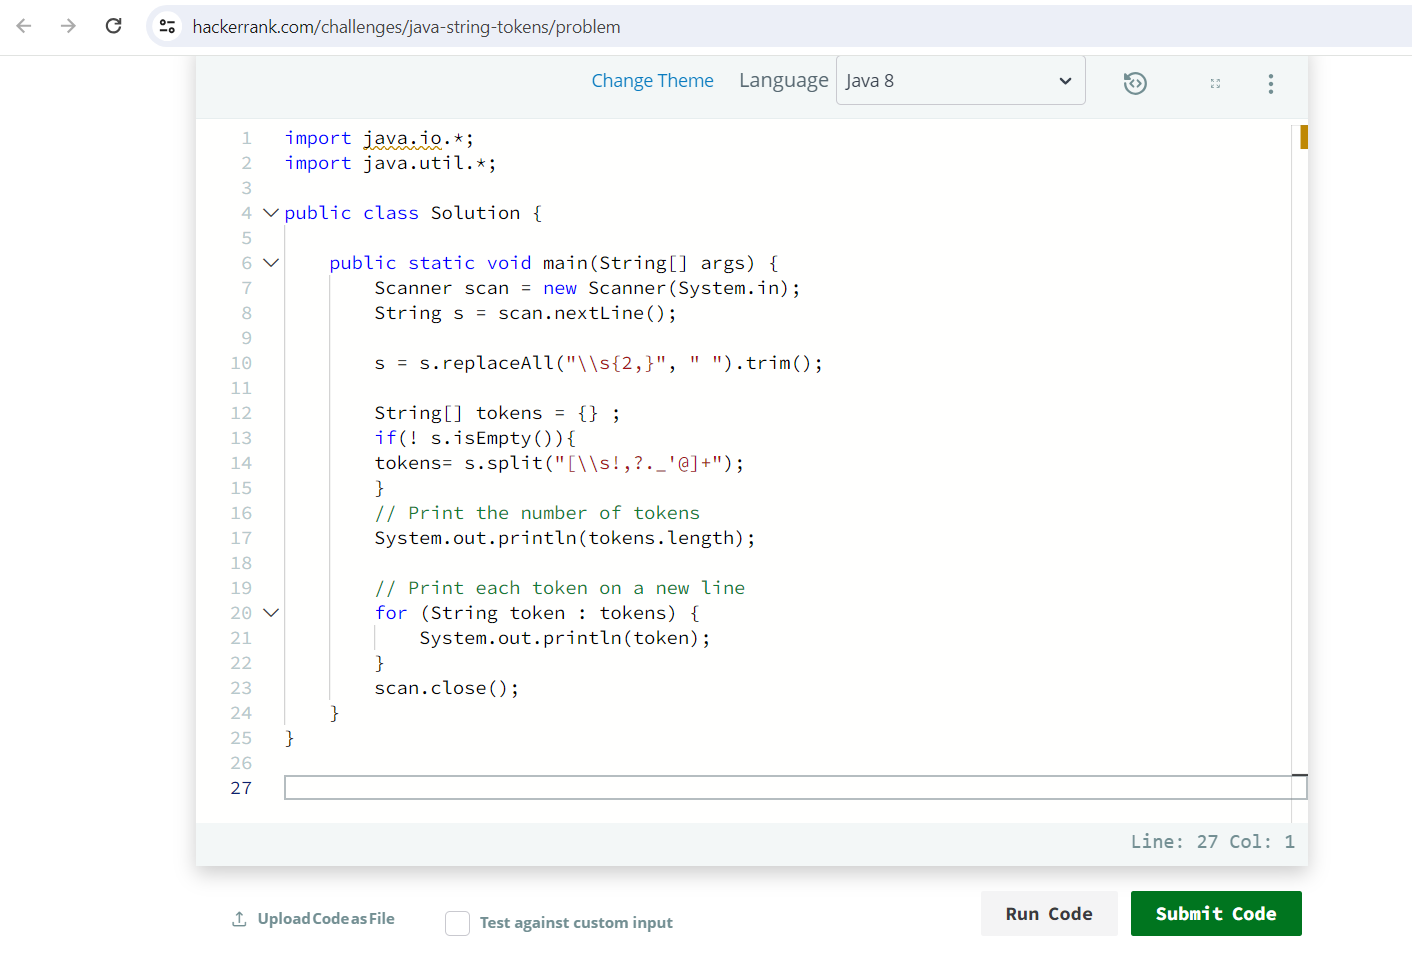 hackerrank.com/challenges/java-string-tokens/problem
Change Theme Language Java 8
1 import java.io.*;
2 import java.util.*;
3
4 public class Solution {
5
6 public static void main(String[] args) {
7 Scanner scan = new Scanner(System.in);
8 String s = scan.nextLine();
9
10 s = s.replaceAll("\\s{2,}", " ").trim();
11
12 String[] tokens = {} ;
13 if(! s.isEmpty()){
14 tokens= s.split("[\\s!,?._'@]+");
15 }
16 // Print the number of tokens
17 System.out.println(tokens.length);
18
19 // Print each token on a new line
20 for (String token : tokens) {
21 System.out.println(token);
22 }
23 scan.close();
24 }
25 }
26
27
Line: 27 Col: 1
Upload Code as File Test against custom input Run Code Submit Code